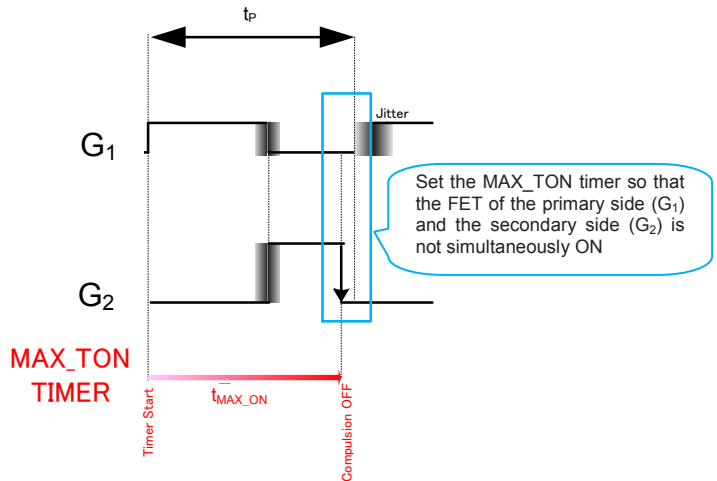 tP
Jitter
G1
Set the MAX_TON timer so that
the FET of the primary side (G1)
and the secondary side (G2) is
not simultaneously ON
G2
MAX_TON
TIMER
Timer Start
tMAX_ON
Compulsion OFF